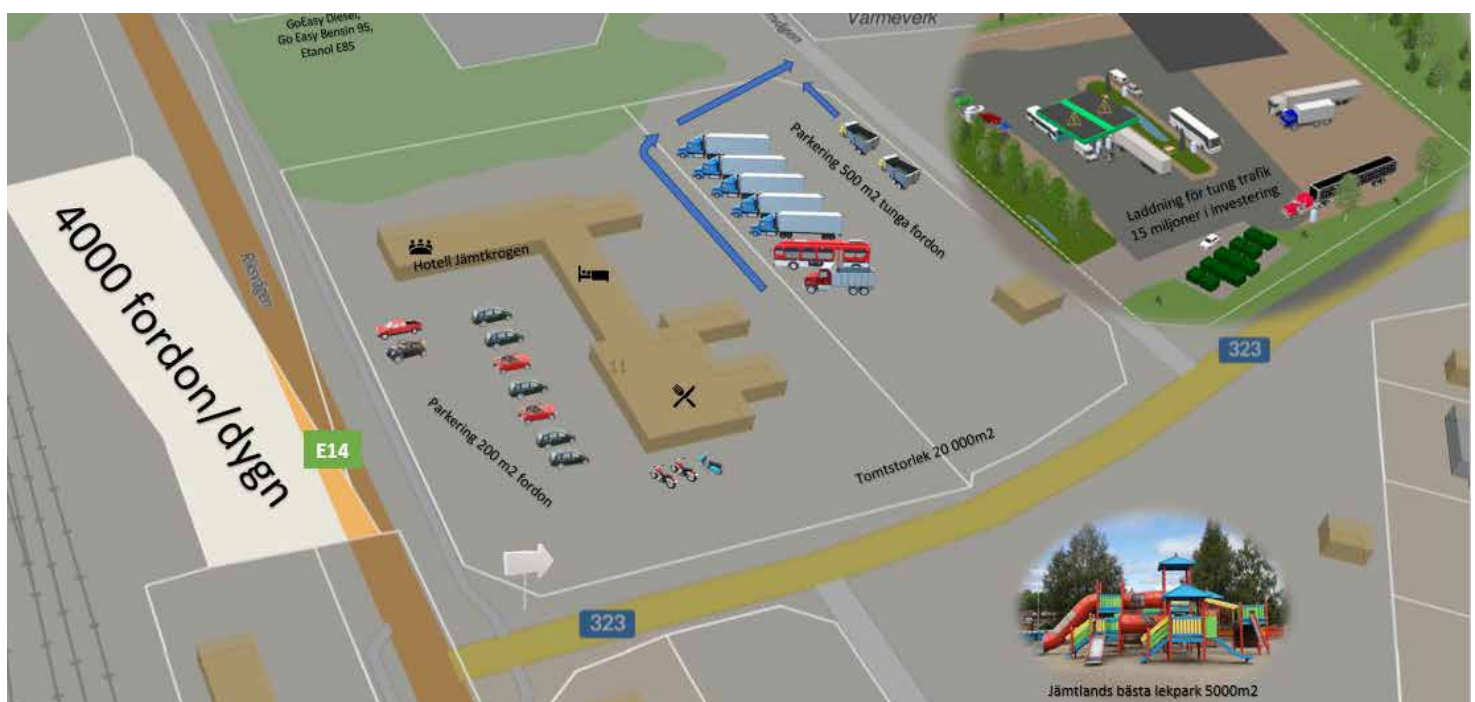 GoEasy Diesel,
Go Easy Bensin 95,
Etanol E85
Värmeverk
Parkering 500 m2 tunga fordon
Laddning för tung trafik
15 miljoner i investering
4000 fordon/dygn
Hotell Jämtkrogen
11
323
Parkering 200 m2 fordon
E14
Tomtstorlek 20 000m2
323
Jämtlands bästa lekpark 5000m2